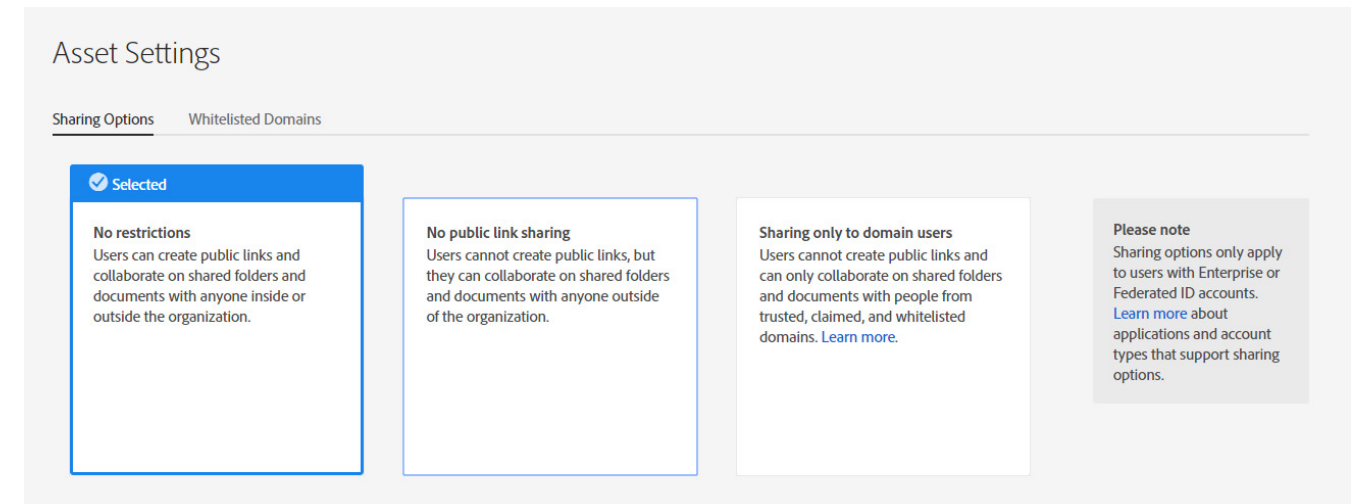 Asset Settings
Sharing Options
Whitelisted Domains
Selected
No restrictions
Users can create public links and
collaborate on shared folders and
documents with anyone inside or
outside the organization.
No public link sharing
Users cannot create public links, but
they can collaborate on shared folders
and documents with anyone outside
of the organization.
Sharing only to domain users
Users cannot create public links and
can only collaborate on shared folders
and documents with people from
trusted, claimed, and whitelisted
domains. Learn more.
Please note
Sharing options only apply
to users with Enterprise or
Federated ID accounts.
Learn more about
applications and account
types that support sharing
options.